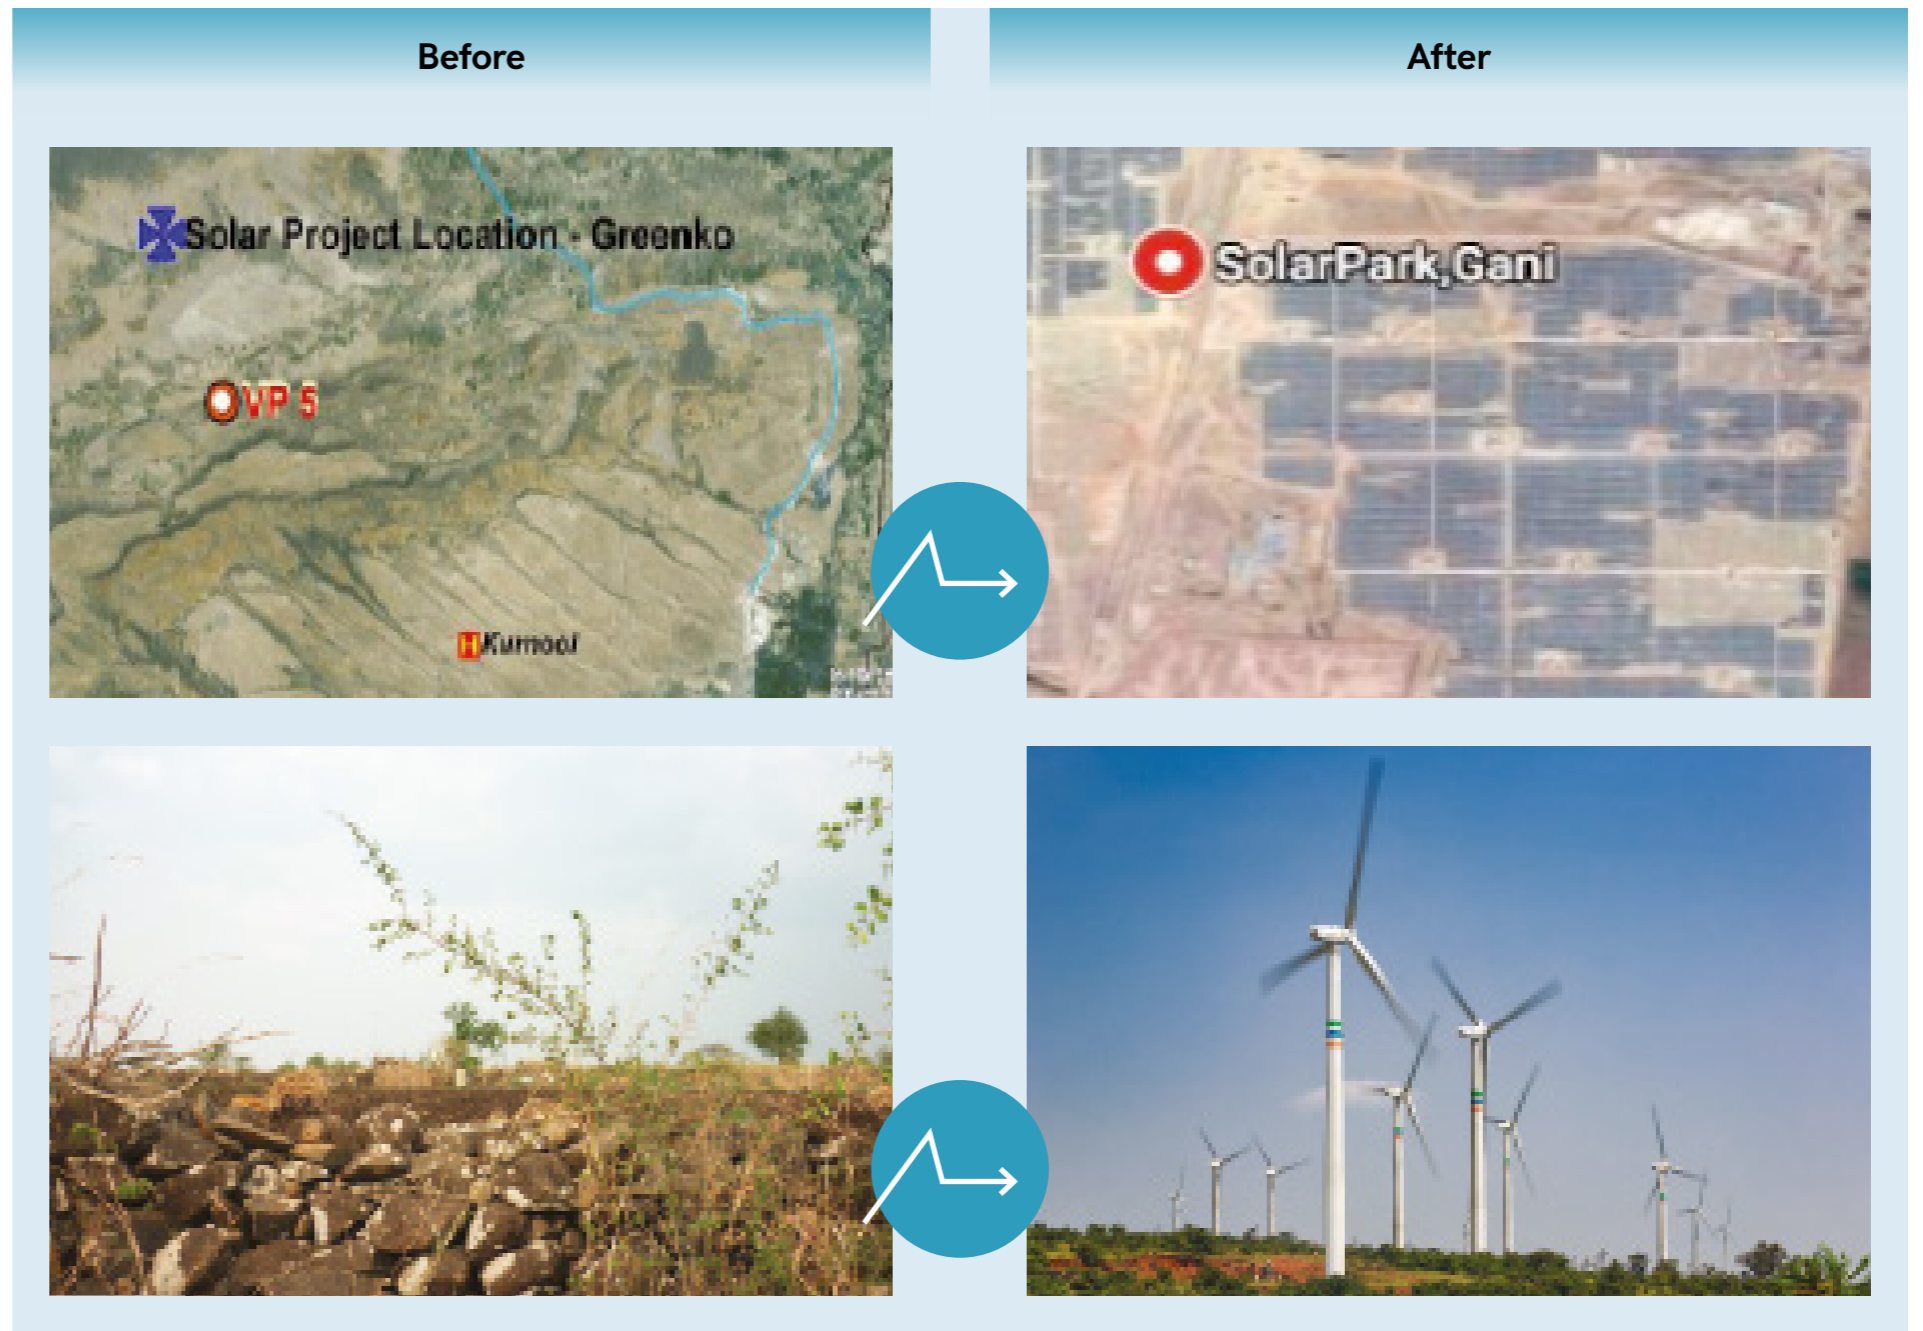 Before
After
Solar Project Location - Greenko
VP 5
H Kurnool
SolarPark,Gani